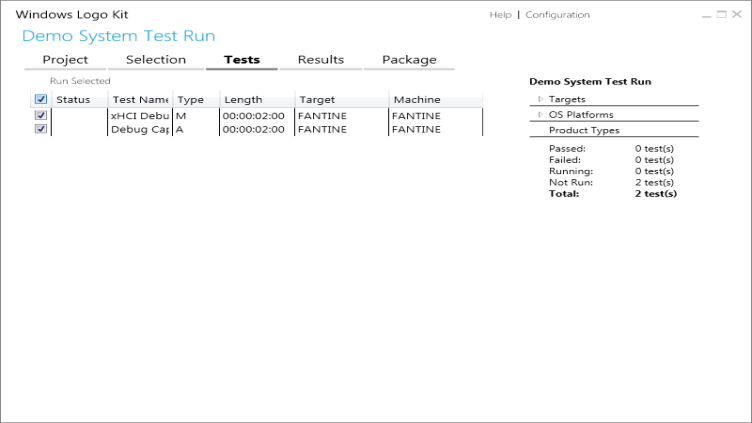 Windows Logo Kit
Help | Configuration
Demo System Test Run
Project Selection Tests Results Package
Run Selected
Status Test Name Type Length Target Machine
xHCI Debu M 00:00:02:00 FANTINE FANTINE
Debug Cap A 00:00:02:00 FANTINE FANTINE
Demo System Test Run
Targets
OS Platforms
Product Types
Passed: 0 test(s)
Failed: 0 test(s)
Running: 0 test(s)
Not Run: 2 test(s)
Total: 2 test(s)